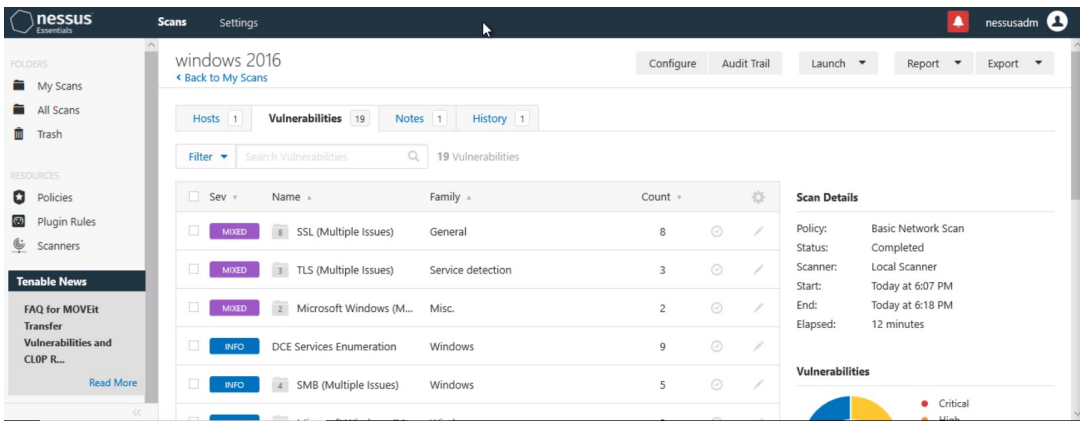 nessus
Essentials
Scans
Settings
nessusadm
FOLDERS
My Scans
All Scans
Trash
RESOURCES
Policies
Plugin Rules
Scanners
Tenable News
FAQ for MOVEit
Transfer
Vulnerabilities and
CL0P R...
Read More
windows 2016
Back to My Scans
Configure
Audit Trail
Launch
Report
Export
Hosts 1
Vulnerabilities 19
Notes 1
History 1
Filter
Search Vulnerabilities
19 Vulnerabilities
Sev Name Family Count
MIXED 8 SSL (Multiple Issues) General 8
MIXED 3 TLS (Multiple Issues) Service detection 3
MIXED 2 Microsoft Windows (M... Misc. 2
INFO DCE Services Enumeration Windows 9
INFO 4 SMB (Multiple Issues) Windows 5
Scan Details
Policy: Basic Network Scan
Status: Completed
Scanner: Local Scanner
Start: Today at 6:07 PM
End: Today at 6:18 PM
Elapsed: 12 minutes
Vulnerabilities
Critical
High